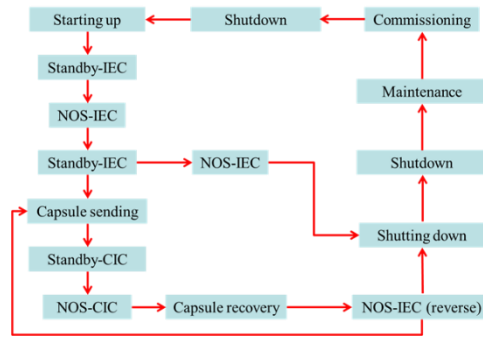 Starting up
Shutdown
Commissioning
Standby-IEC
Maintenance
NOS-IEC
Standby-IEC
NOS-IEC
Shutdown
Capsule sending
Shutting down
Standby-CIC
NOS-CIC
Capsule recovery
NOS-IEC (reverse)